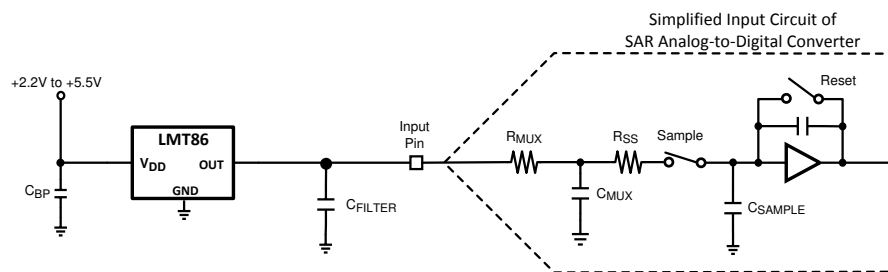 Simplified Input Circuit of
SAR Analog-to-Digital Converter
+2.2V to +5.5V
Reset
LMT86
Input
Pin
RMUX
RSS
Sample
VDD
OUT
GND
CBP
CFILTER
CMUX
CSAMPLE